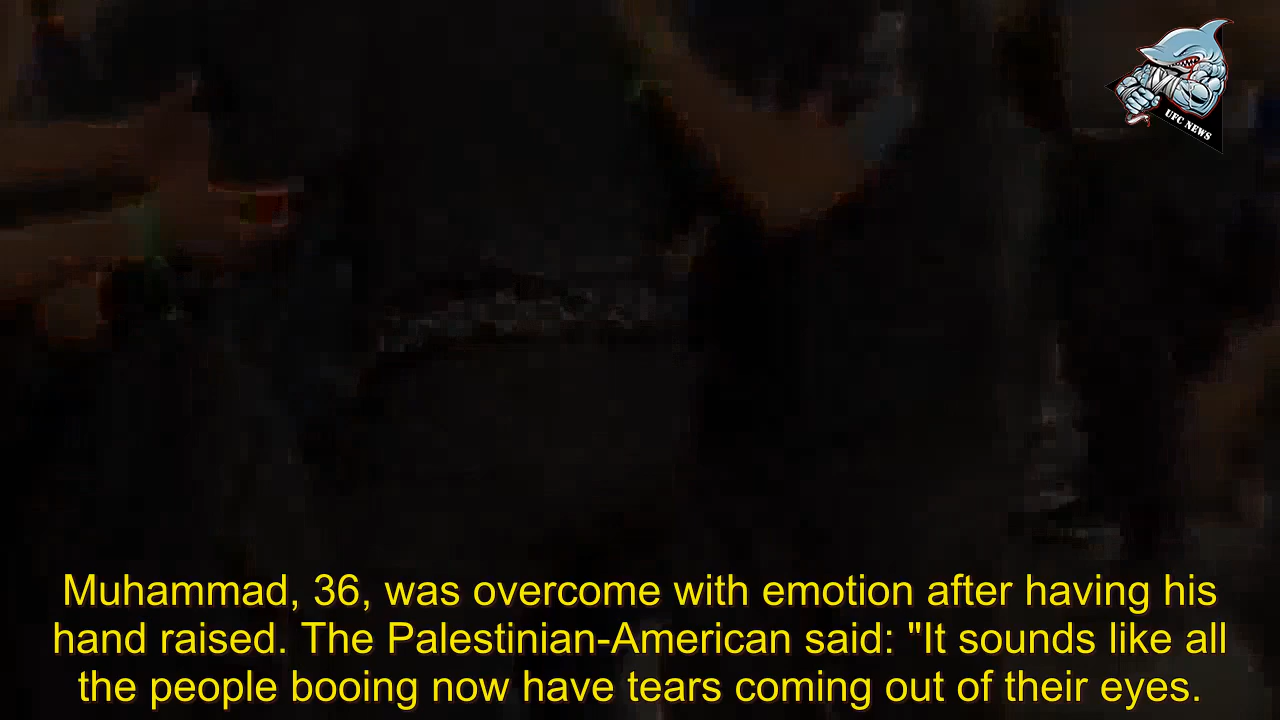 UFC NEWS
Muhammad, 36, was overcome with emotion after having his
hand raised. The Palestinian-American said: "It sounds like all
the people booing now have tears coming out of their eyes.